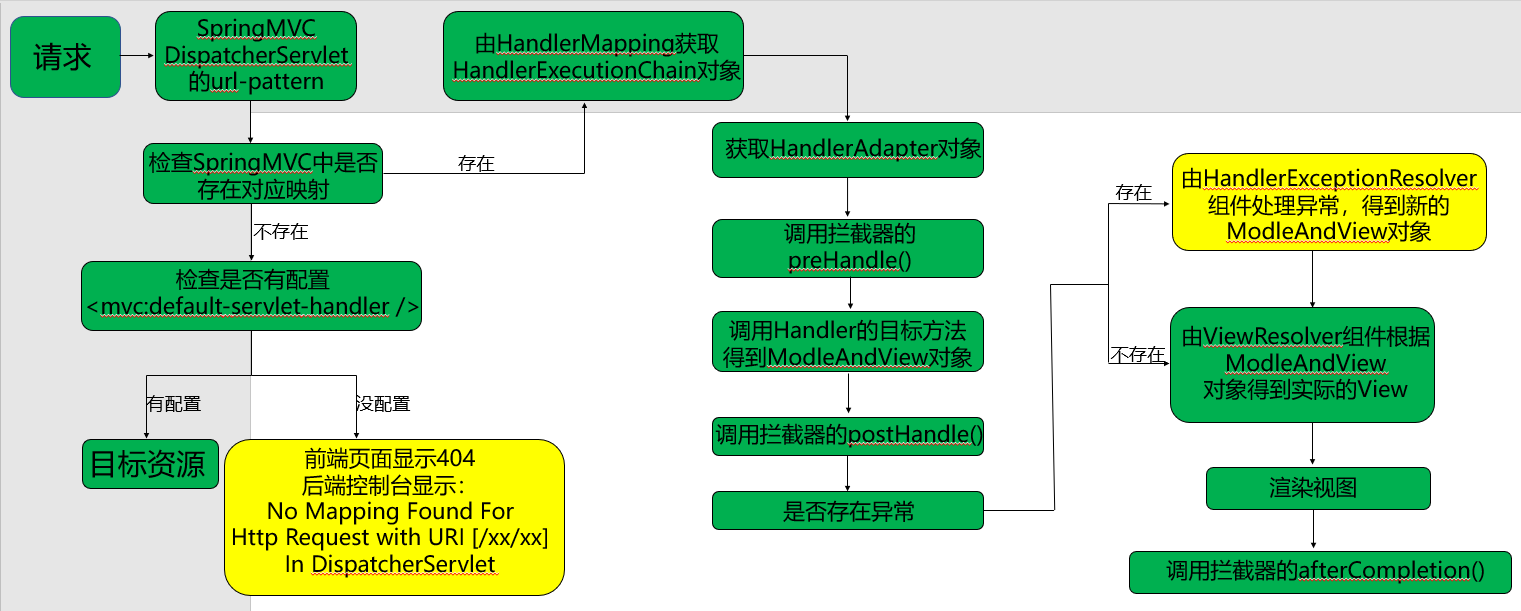 请求
SpringMVC
DispatcherServlet
的url-pattern
检查SpringMVC中是否
存在对应映射
存在
不存在
检查是否有配置
<mvc:default-servlet-handler />
有配置
没配置
目标资源
前端页面显示404
后端控制台显示：
No Mapping Found For
Http Request with URI [/xx/xx]
In DispatcherServlet
由HandlerMapping获取
HandlerExecutionChain对象
获取HandlerAdapter对象
调用拦截器的
preHandle()
调用Handler的目标方法
得到ModleAndView对象
调用拦截器的postHandle()
是否存在异常
存在
不存在
由HandlerExceptionResolver
组件处理异常，得到新的
ModleAndView对象
由ViewResolver组件根据
ModleAndView
对象得到实际的View
渲染视图
调用拦截器的afterCompletion()